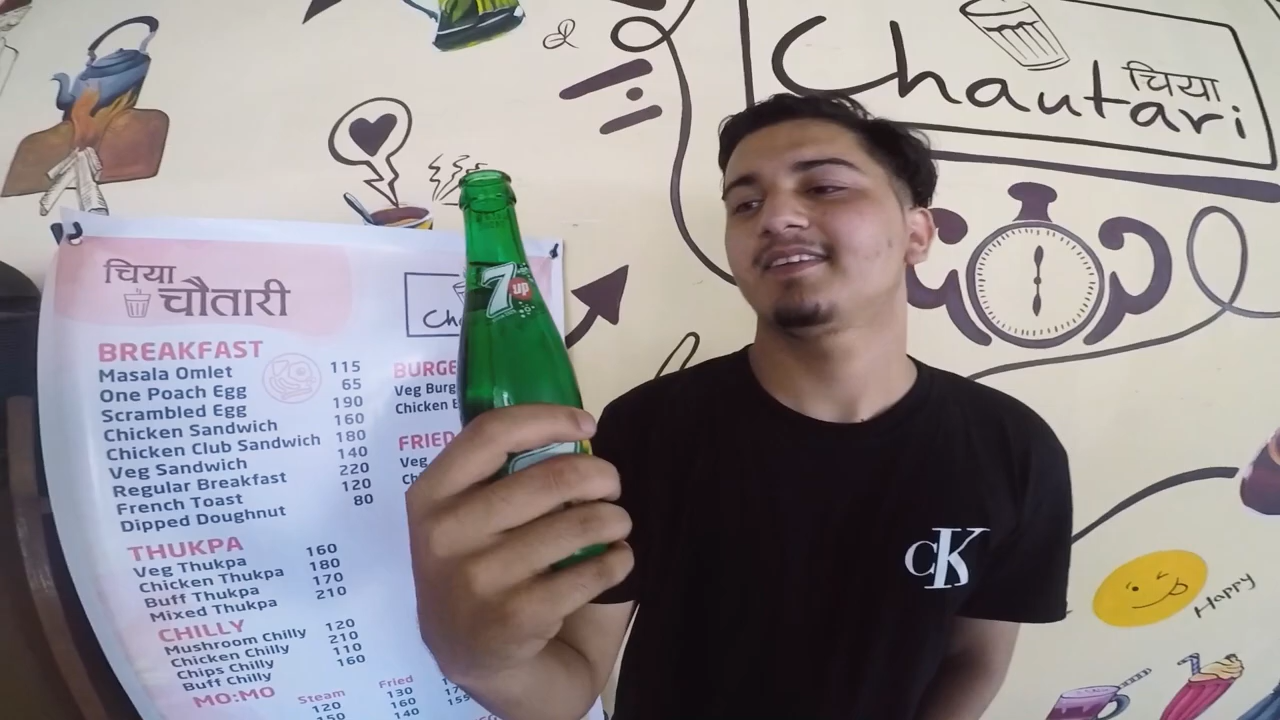 Chautari
चिया
चिया
चौतारी
Ch
7up
BREAKFAST
Masala Omlet 115
One Poach Egg 65
Scrambled Egg 190
Chicken Sandwich 160
Chicken Club Sandwich 180
Veg Sandwich 140
Regular Breakfast 220
French Toast 120
Dipped Doughnut 80
THUKPA
Veg Thukpa 160
Chicken Thukpa 180
Buff Thukpa 170
Mixed Thukpa 210
CHILLY
Mushroom Chilly 120
Chicken Chilly 210
Chips Chilly 110
Buff Chilly 160
MO:MO Steam Fried
120 130
150 160
140
BURGE
Veg Burg
Chicken
FRIED
Veg
CK
Happy